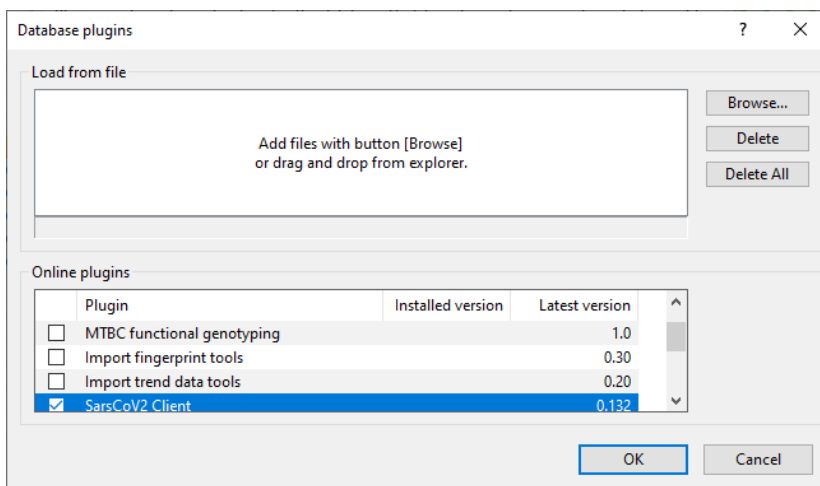 Database plugins
?
Load from file
Add files with button [Browse]
or drag and drop from explorer.
Browse...
Delete
Delete All
Online plugins
Plugin Installed version Latest version
MTBC functional genotyping 1.0
Import fingerprint tools 0.30
Import trend data tools 0.20
SarsCoV2 Client 0.132
OK Cancel